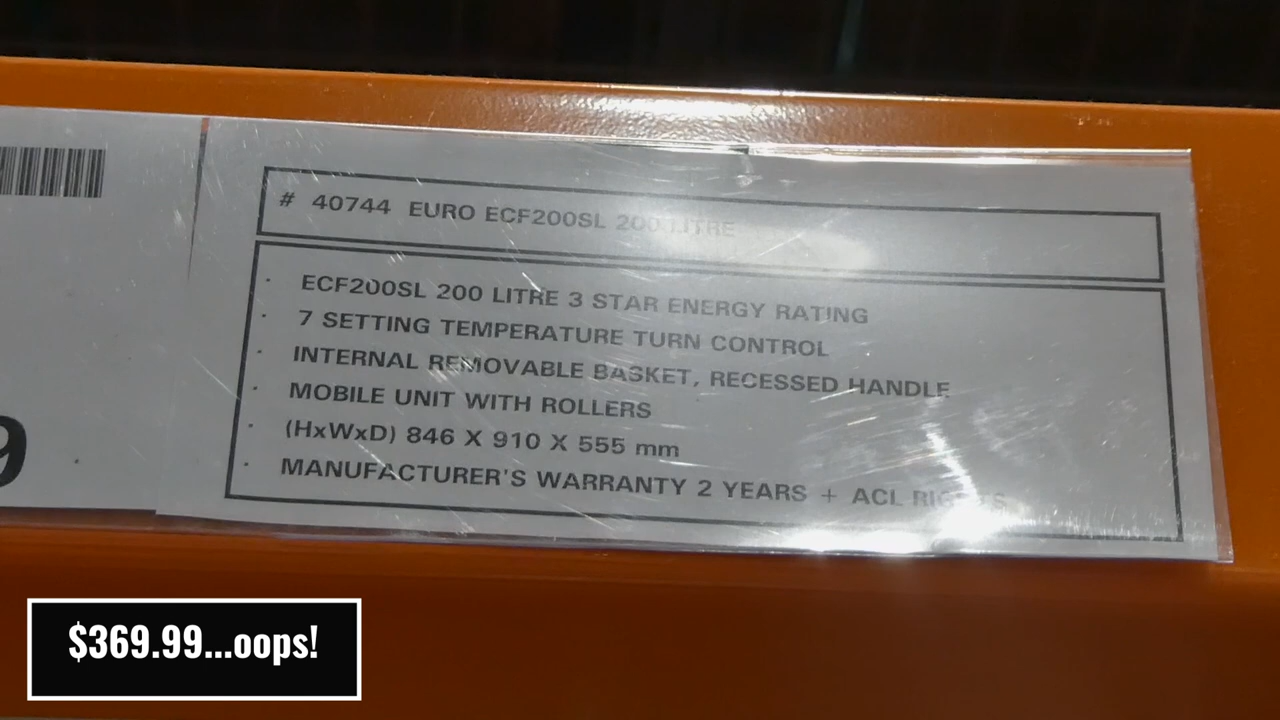 # 40744 EURO ECF200SL 200 LITRE
· ECF200SL 200 LITRE 3 STAR ENERGY RATING
· 7 SETTING TEMPERATURE TURN CONTROL
· INTERNAL REMOVABLE BASKET, RECESSED HANDLE
· MOBILE UNIT WITH ROLLERS
· (HxWxD) 846 X 910 X 555 mm
· MANUFACTURER'S WARRANTY 2 YEARS + ACL RIGHTS
9
$369.99...oops!